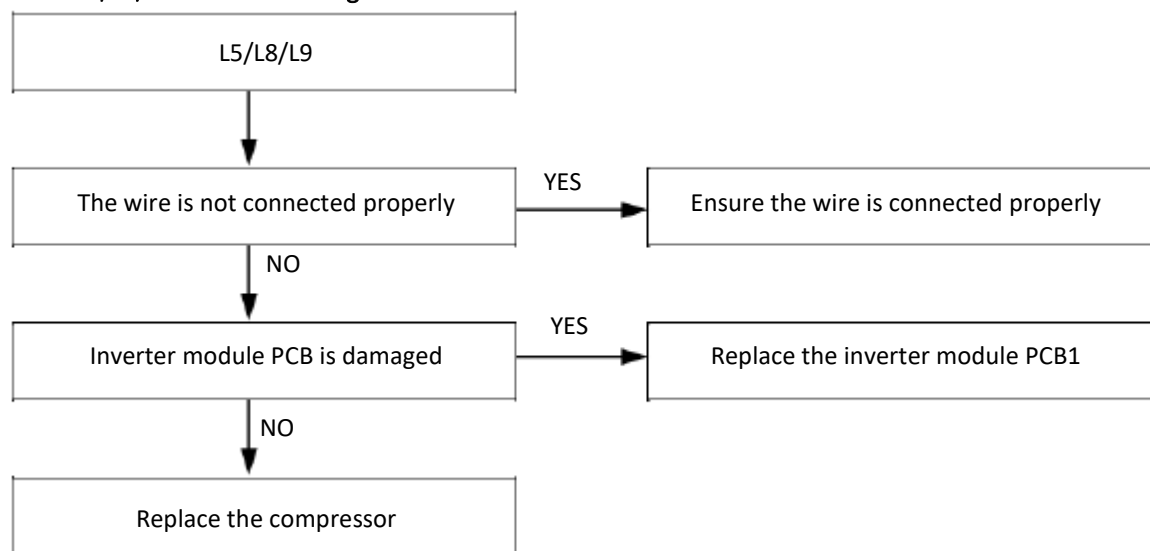 L5/L8/L9
The wire is not connected properly
YES
Ensure the wire is connected properly
NO
Inverter module PCB is damaged
YES
Replace the inverter module PCB1
NO
Replace the compressor